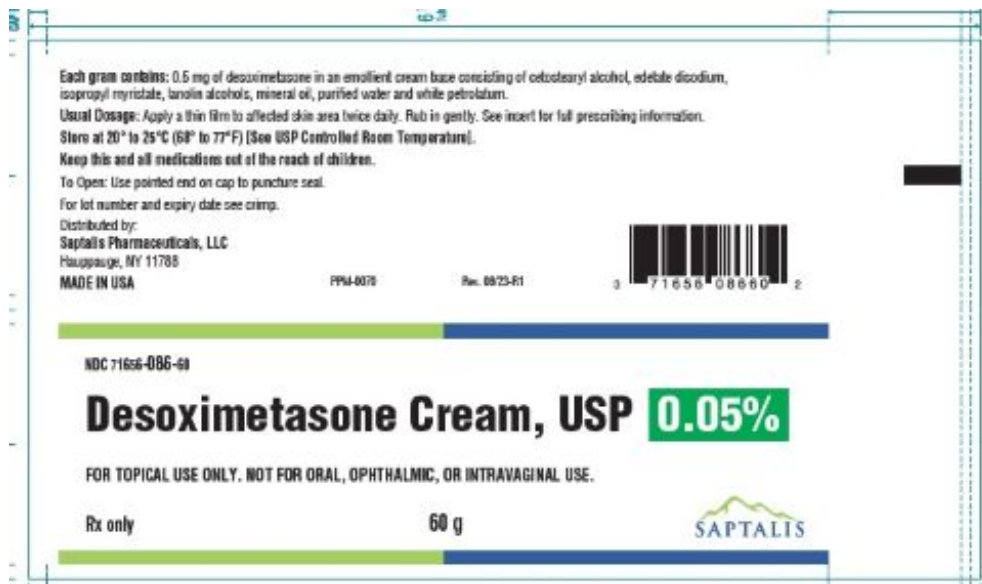 Each gram contains: 0.5 mg of desoximetasone in an emollient cream base consisting of cetostearyl alcohol, edetate disodium,
isopropyl myristate, lanolin alcohols, mineral oil, purified water and white petrolatum.
Usual Dosage: Apply a thin film to affected skin area twice daily. Rub in gently. See insert for full prescribing information.
Store at 20° to 25°C (68° to 77°F) [See USP Controlled Room Temperature].
Keep this and all medications out of the reach of children.
To Open: Use pointed end on cap to puncture seal.
For lot number and expiry date see crimp.
Distributed by:
Saptalis Pharmaceuticals, LLC
Hauppauge, NY 11788
MADE IN USA
Rev. 08/23-R1
3 71656 08660 2
NDC 71656-086-60
Desoximetasone Cream, USP 0.05%
FOR TOPICAL USE ONLY. NOT FOR ORAL, OPHTHALMIC, OR INTRAVAGINAL USE.
Rx only
60 g
SAPTALIS